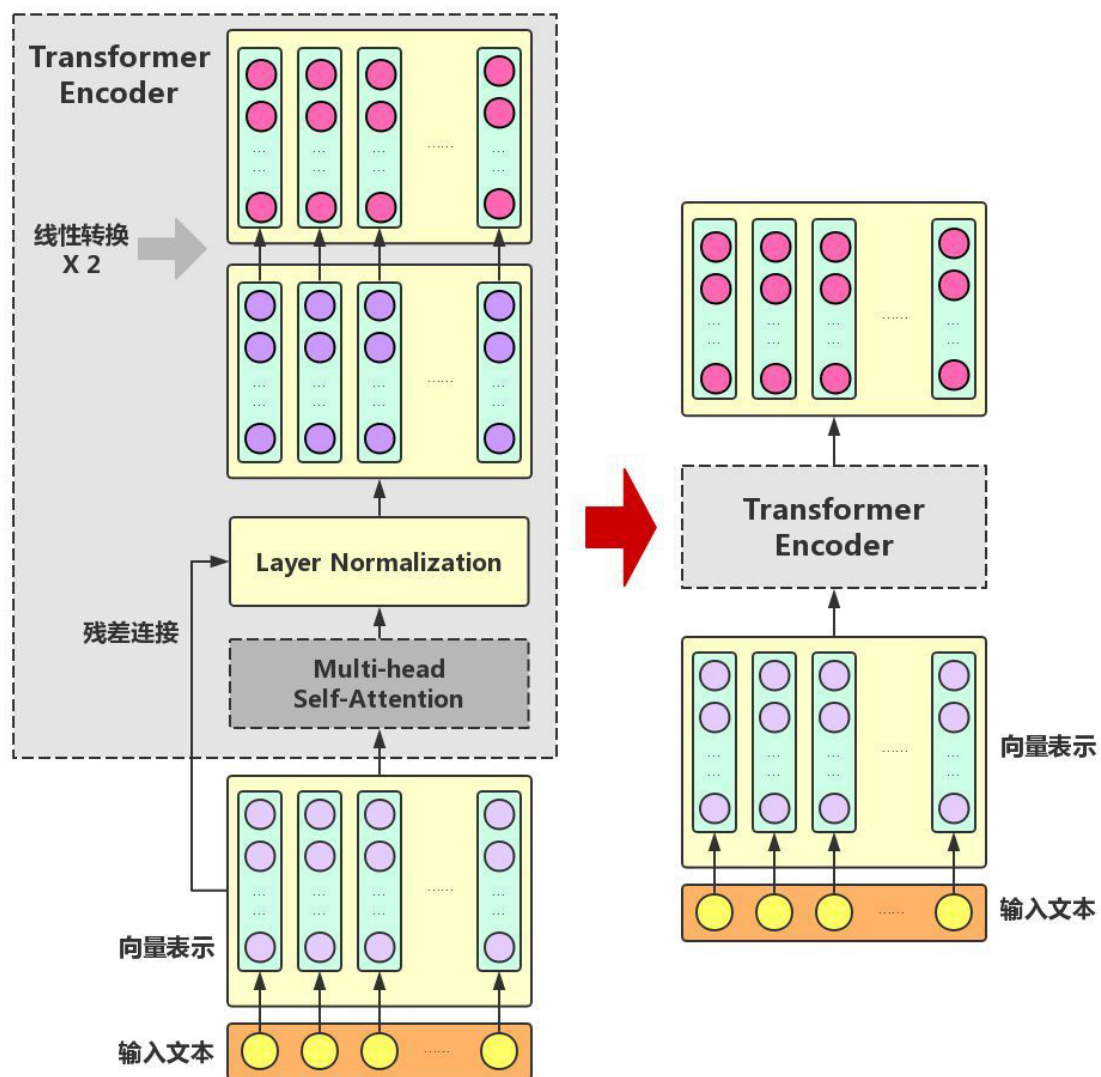 Transformer
Encoder
……
线性转换
X 2
……
Layer Normalization
残差连接
Multi-head
Self-Attention
……
向量表示
输入文本
……
……
Transformer
Encoder
……
向量表示
……
输入文本